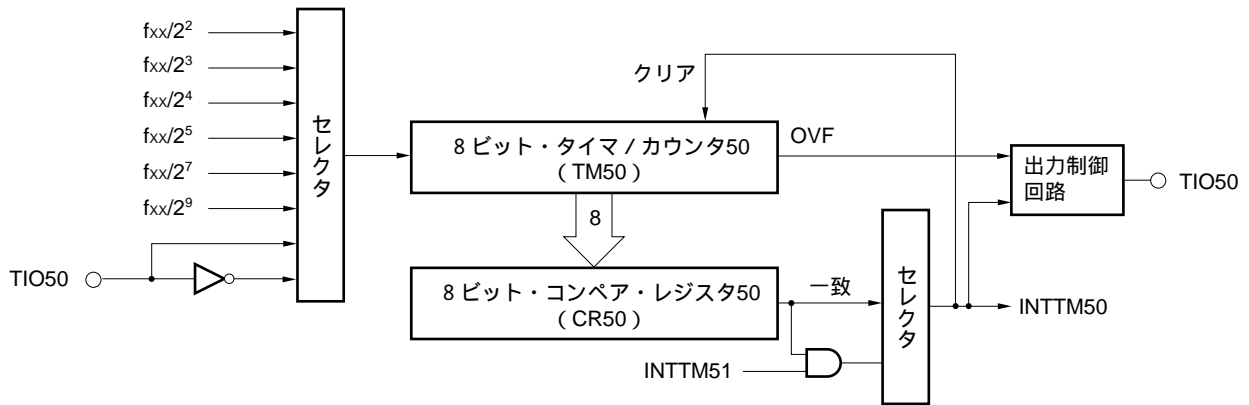 fxx/2²
fxx/2³
fxx/2⁴
fxx/2⁵
fxx/2⁷
fxx/2⁹
TIO50
セレクタ
クリア
8 ビット・タイマ / カウンタ50
( TM50 )
OVF
8
8 ビット・コンペア・レジスタ50
( CR50 )
一致
INTTM51
セレクタ
出力制御
回路
TIO50
INTTM50